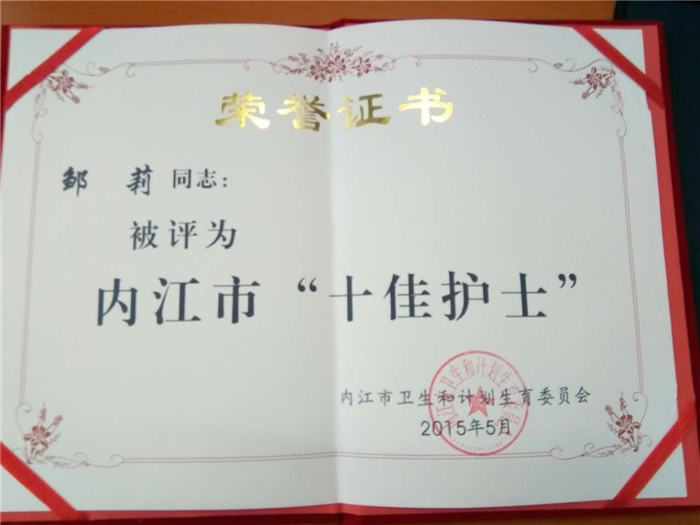 荣誉证书
邹 莉 同志：
被评为
内江市“十佳护士”
内江市卫生和计划生育委员会
2015年5月